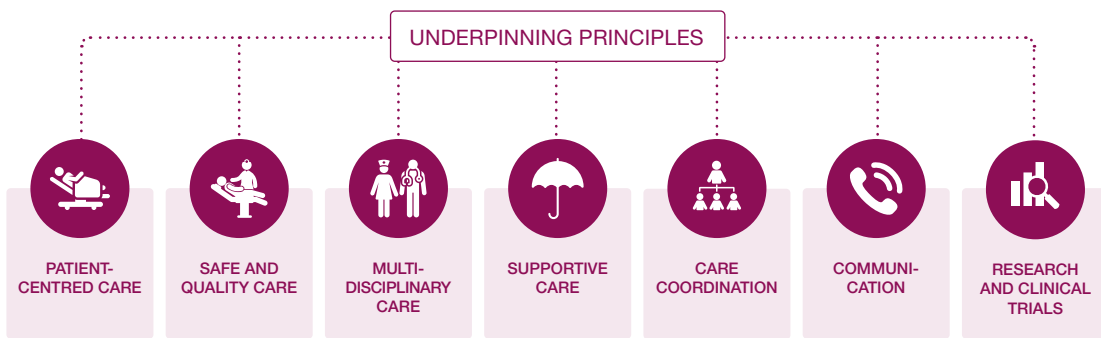 UNDERPINNING PRINCIPLES
PATIENT-
CENTRED CARE
SAFE AND
QUALITY CARE
MULTI-
DISCIPLINARY
CARE
SUPPORTIVE
CARE
CARE
COORDINATION
COMMUNI-
CATION
RESEARCH
AND CLINICAL
TRIALS